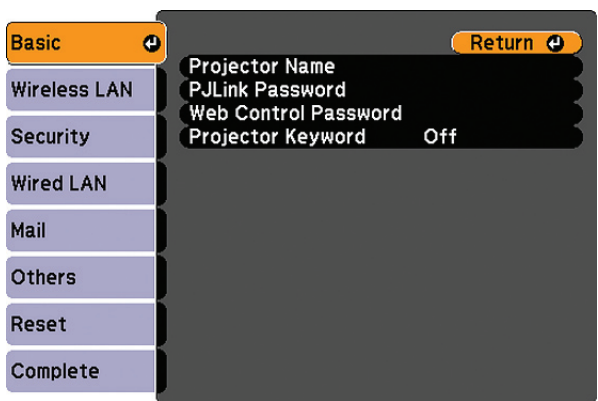 Basic
Wireless LAN
Security
Wired LAN
Mail
Others
Reset
Complete
Return
Projector Name
PJLink Password
Web Control Password
Projector Keyword Off